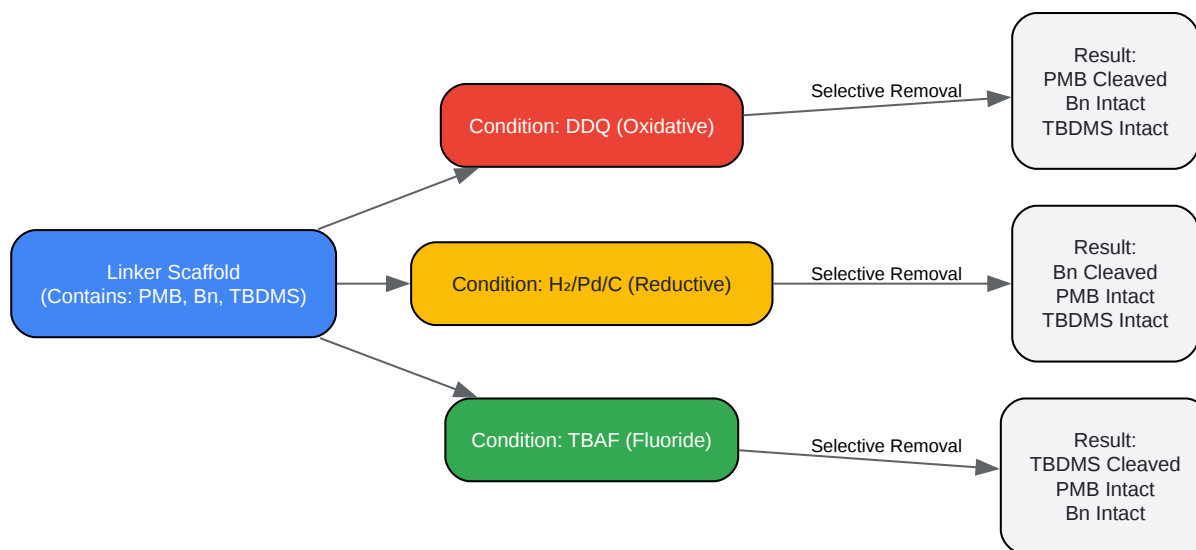 Linker Scaffold
(Contains: PMB, Bn, TBDMS)
Condition: DDQ (Oxidative)
Selective Removal
Result:
PMB Cleaved
Bn Intact
TBDMS Intact
Condition: H₂/Pd/C (Reductive)
Selective Removal
Result:
Bn Cleaved
PMB Intact
TBDMS Intact
Condition: TBAF (Fluoride)
Selective Removal
Result:
TBDMS Cleaved
PMB Intact
Bn Intact